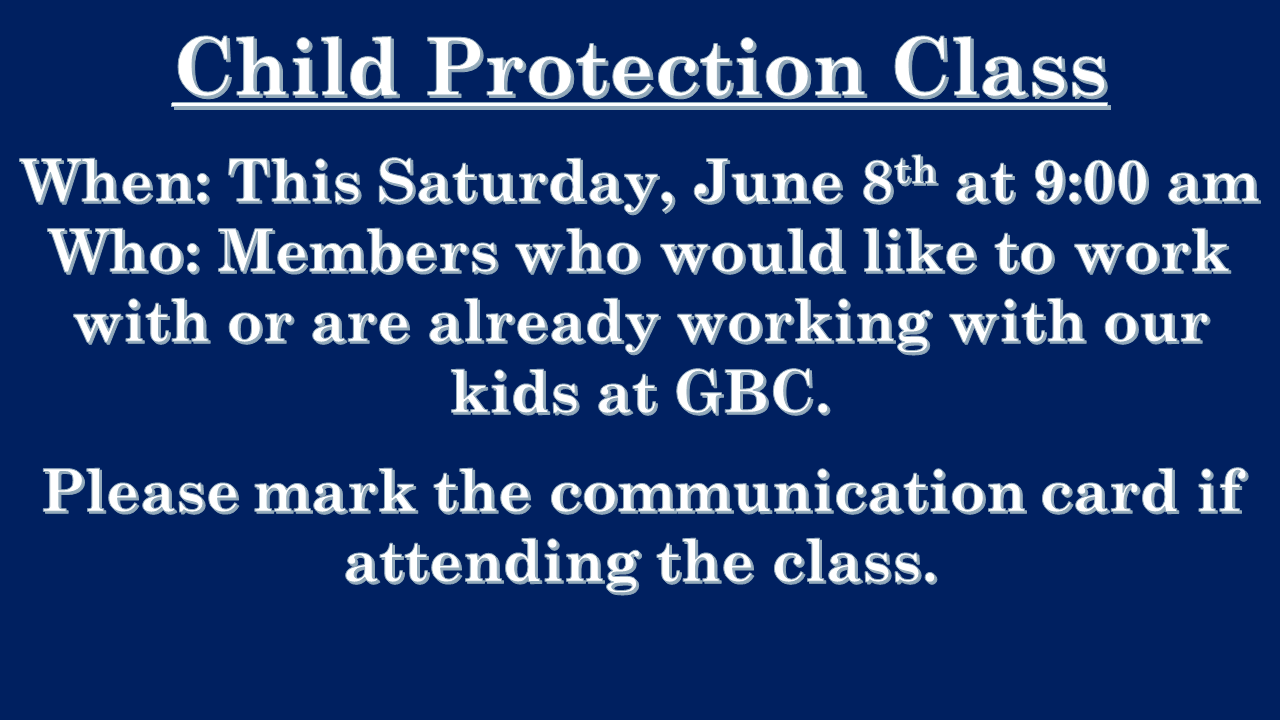 Child Protection Class
When: This Saturday, June 8th at 9:00 am
Who: Members who would like to work
with or are already working with our
kids at GBC.
Please mark the communication card if
attending the class.